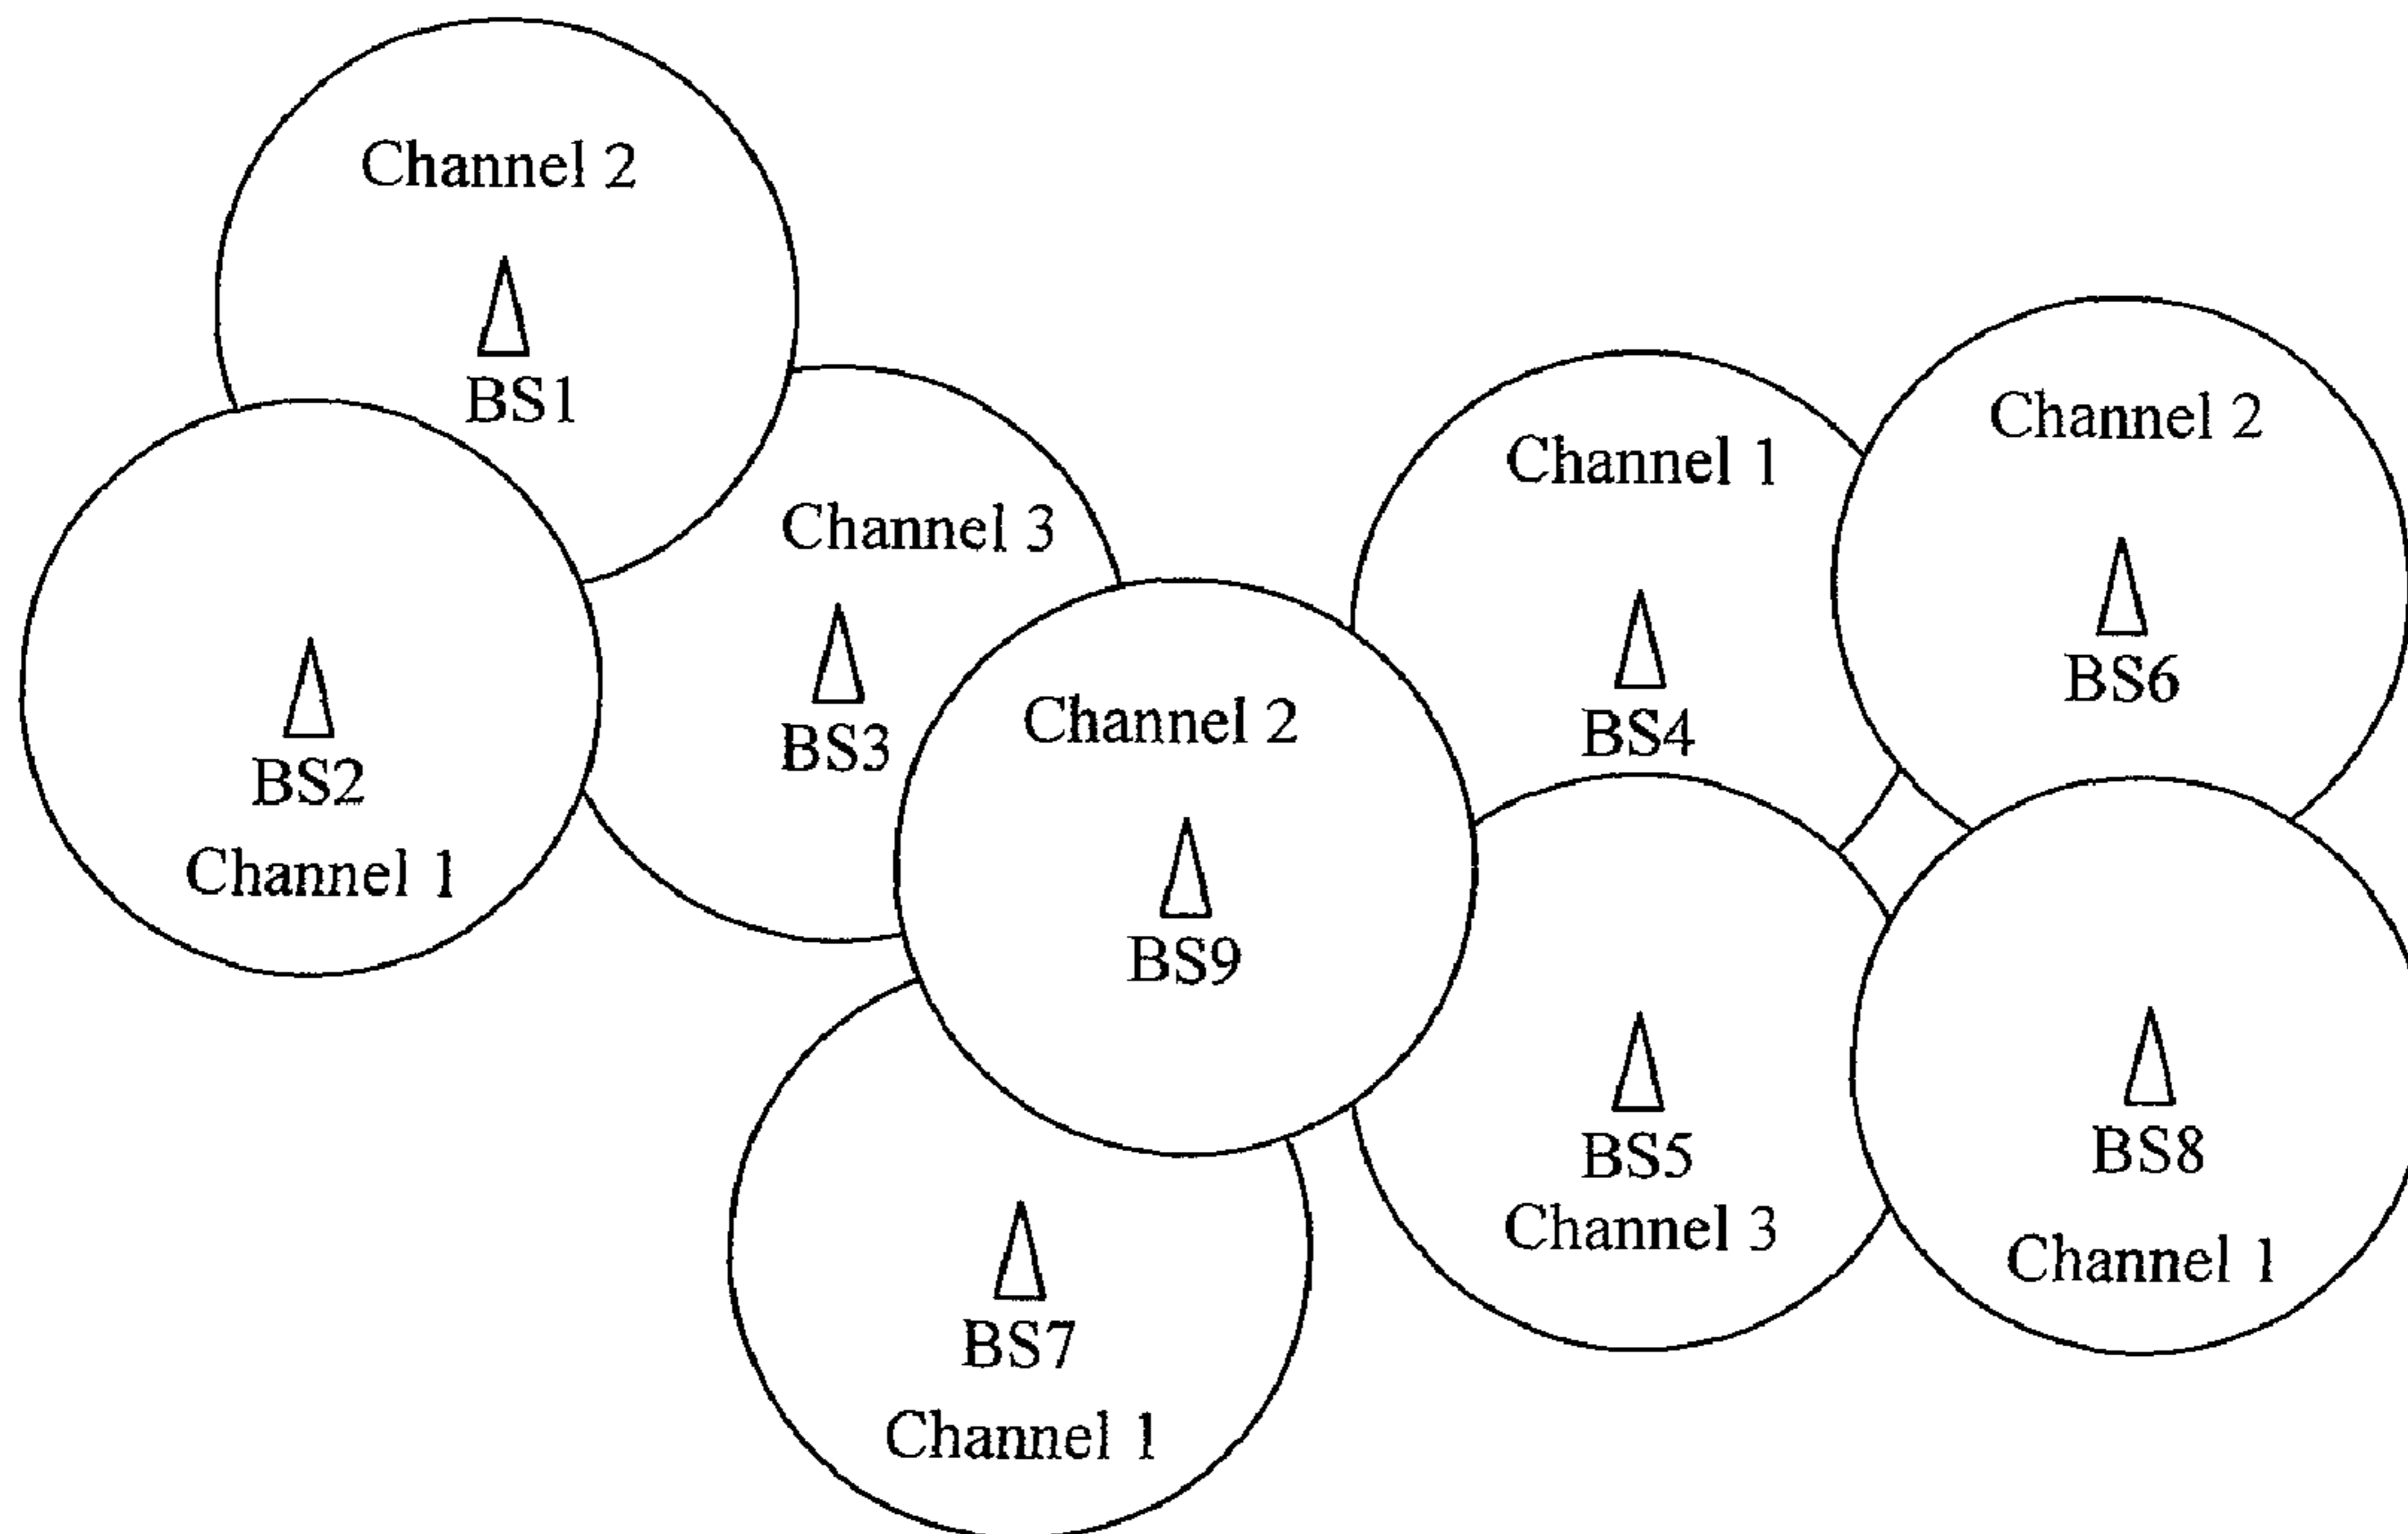 Channel 2
BS1
Channel 3
BS3
BS2
Channel 1
Channel 2
BS9
Channel 1
BS4
Channel 2
BS6
BS5
Channel 3
BS8
Channel 1
BS7
Channel 1